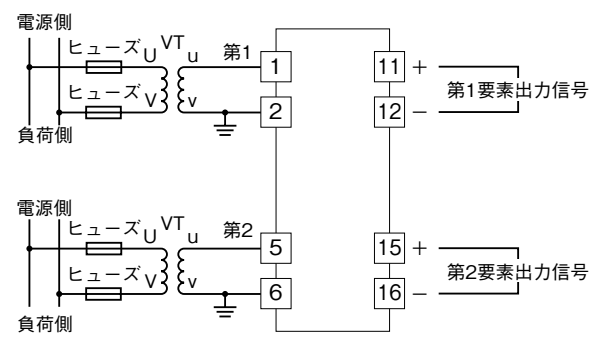 電源側
ヒューズ U VT u 第1 1 11 +
ヒューズ V v 2 12 −
第1要素出力信号
負荷側
電源側
ヒューズ U VT u 第2 5 15 +
ヒューズ V v 6 16 −
第2要素出力信号
負荷側